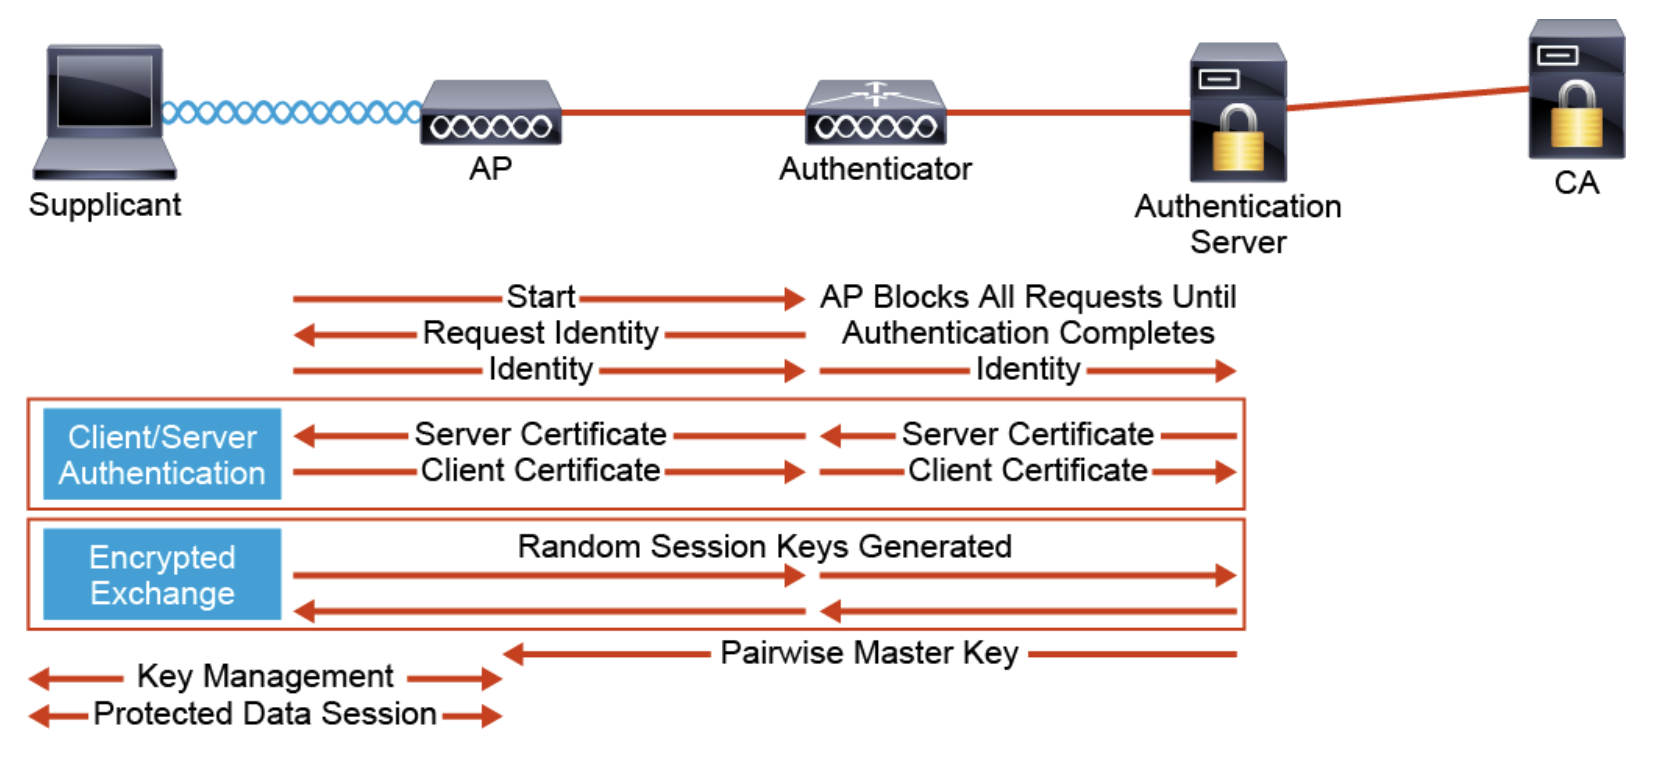 Supplicant
AP
Authenticator
Authentication
Server
CA
Start
AP Blocks All Requests Until
Request Identity
Authentication Completes
Identity
Identity
Client/Server
Authentication
Server Certificate
Server Certificate
Client Certificate
Client Certificate
Encrypted
Exchange
Random Session Keys Generated
Pairwise Master Key
Key Management
Protected Data Session